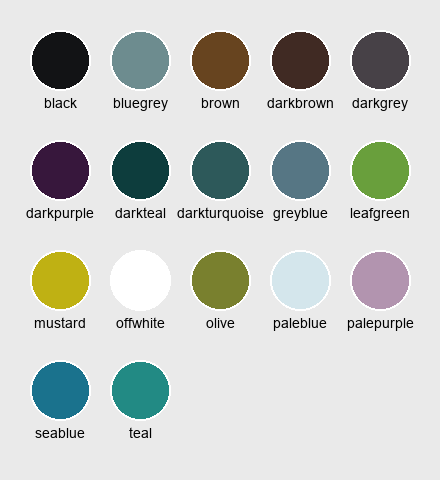 black bluegrey brown darkbrown darkgrey
darkpurple darkteal darkturquoise greyblue leafgreen
mustard offwhite olive paleblue palepurple
seablue teal